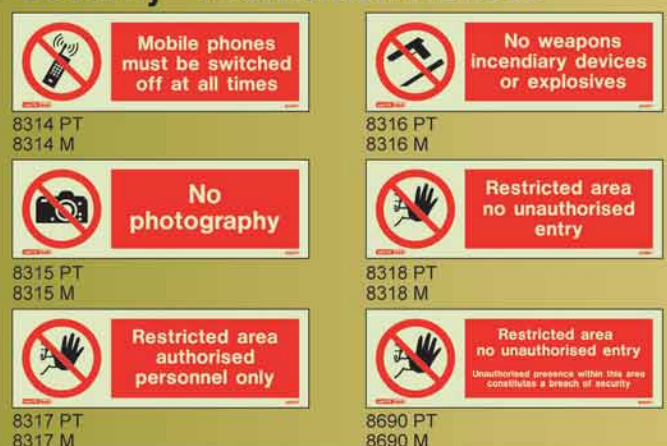 Mobile phones
must be switched
off at all times
8314 PT
8314 M
No weapons
incendiary devices
or explosives
8316 PT
8316 M
No
photography
8315 PT
8315 M
Restricted area
no unauthorised
entry
8318 PT
8318 M
Restricted area
authorised
personnel only
8317 PT
8317 M
Restricted area
no unauthorised entry
Unauthorised presence within this area
constitutes a breach of security
8690 PT
8690 M